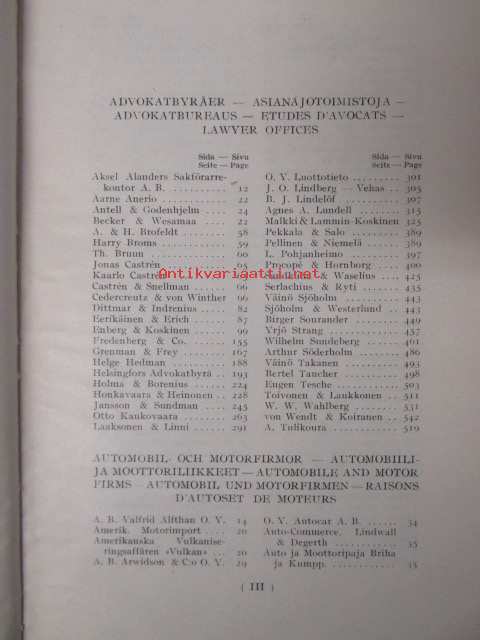 ADVOKATBYRÅER — ASIANAJOTOIMISTOJA —
ADVOKATBUREAUS — ETUDES D'AVOCATS —
LAWYER OFFICES
Sida — Sivu
Seite — Page
Aksel Alanders Sakförarre-
kontor A. B. ............ 12
Aarne Anerio ............ 22
Antell & Godenhjelm .... 24
Becker & Wesamaa ...... 22
A. & H. Brofeldt ........ 58
Harry Broms ............ 59
Th. Bruun .............. 60
Jonas Castrén .......... 65
Kaarlo Castrén
Castrén & Snellman .... 66
Cedercreutz & von Winther 66
Dittmar & Indrenius .... 82
Eerikäinen & Erich ...... 87
Enberg & Koskinen ...... 99
Fredenberg & Co. ...... 155
Grenman & Frey ........ 167
Helge Hedman .......... 188
Helsingfors Advokatbyrå .. 193
Holma & Borenius ...... 224
Honkavaara & Heinonen .. 228
Jansson & Sundman .... 245
Otto Kaukovaara ........ 263
Laaksonen & Linni ...... 291
Sida — Sivu
Seite — Page
O. Y. Luottotieto ........ 301
J. O. Lindberg — Vehas .. 305
B. J. Lindelöf .......... 307
Agnes A. Lundell ........ 315
Malkki & Lammin-Koskinen 325
Pekkala & Salo .......... 389
Pellinen & Niemelä ...... 389
L. Pohjanheimo .......... 397
Procopé & Hornborg .... 400
& Waselius .... 425
Serlachius & Ryti ...... 435
Väinö Sjöholm .......... 443
Sjöholm & Westerlund .. 443
Birger Sourander ........ 449
Yrjö Strang ............ 457
Wilhelm Sundeberg ...... 461
Arthur Söderholm ...... 486
Väinö Takanen .......... 493
Bertel Tancher .......... 498
Eugen Tesche .......... 503
Toivonen & Laukkonen .. 511
W. W. Wahlberg ........ 531
von Wendt & Koiranen .. 542
A. Tulikoura ............ 519
Antikvariaattilaatuet.net
AUTOMOBIL- OCH MOTORFIRMOR — AUTOMOBIILI-
JA MOOTTORILIIKKEET — AUTOMOBILE AND MOTOR
FIRMS — AUTOMOBIL UND MOTORFIRMEN — RAISONS
D'AUTOS ET DE MOTEURS
A. B. Valfrid Alfthan O. Y. 14
Amerik. Motorimport .... 20
Amerikanska Vulkanise-
ringsaffären «Vulkan» ... 20
A. B. Arwidson & C:o O. Y. 29
O. Y. Autocar A. B. ...... 34
Auto-Commerce, Lindwall
& Degerth .............. 35
Auto ja Moottoripaja Briha
ja Kumpp. .............. 35
( III )